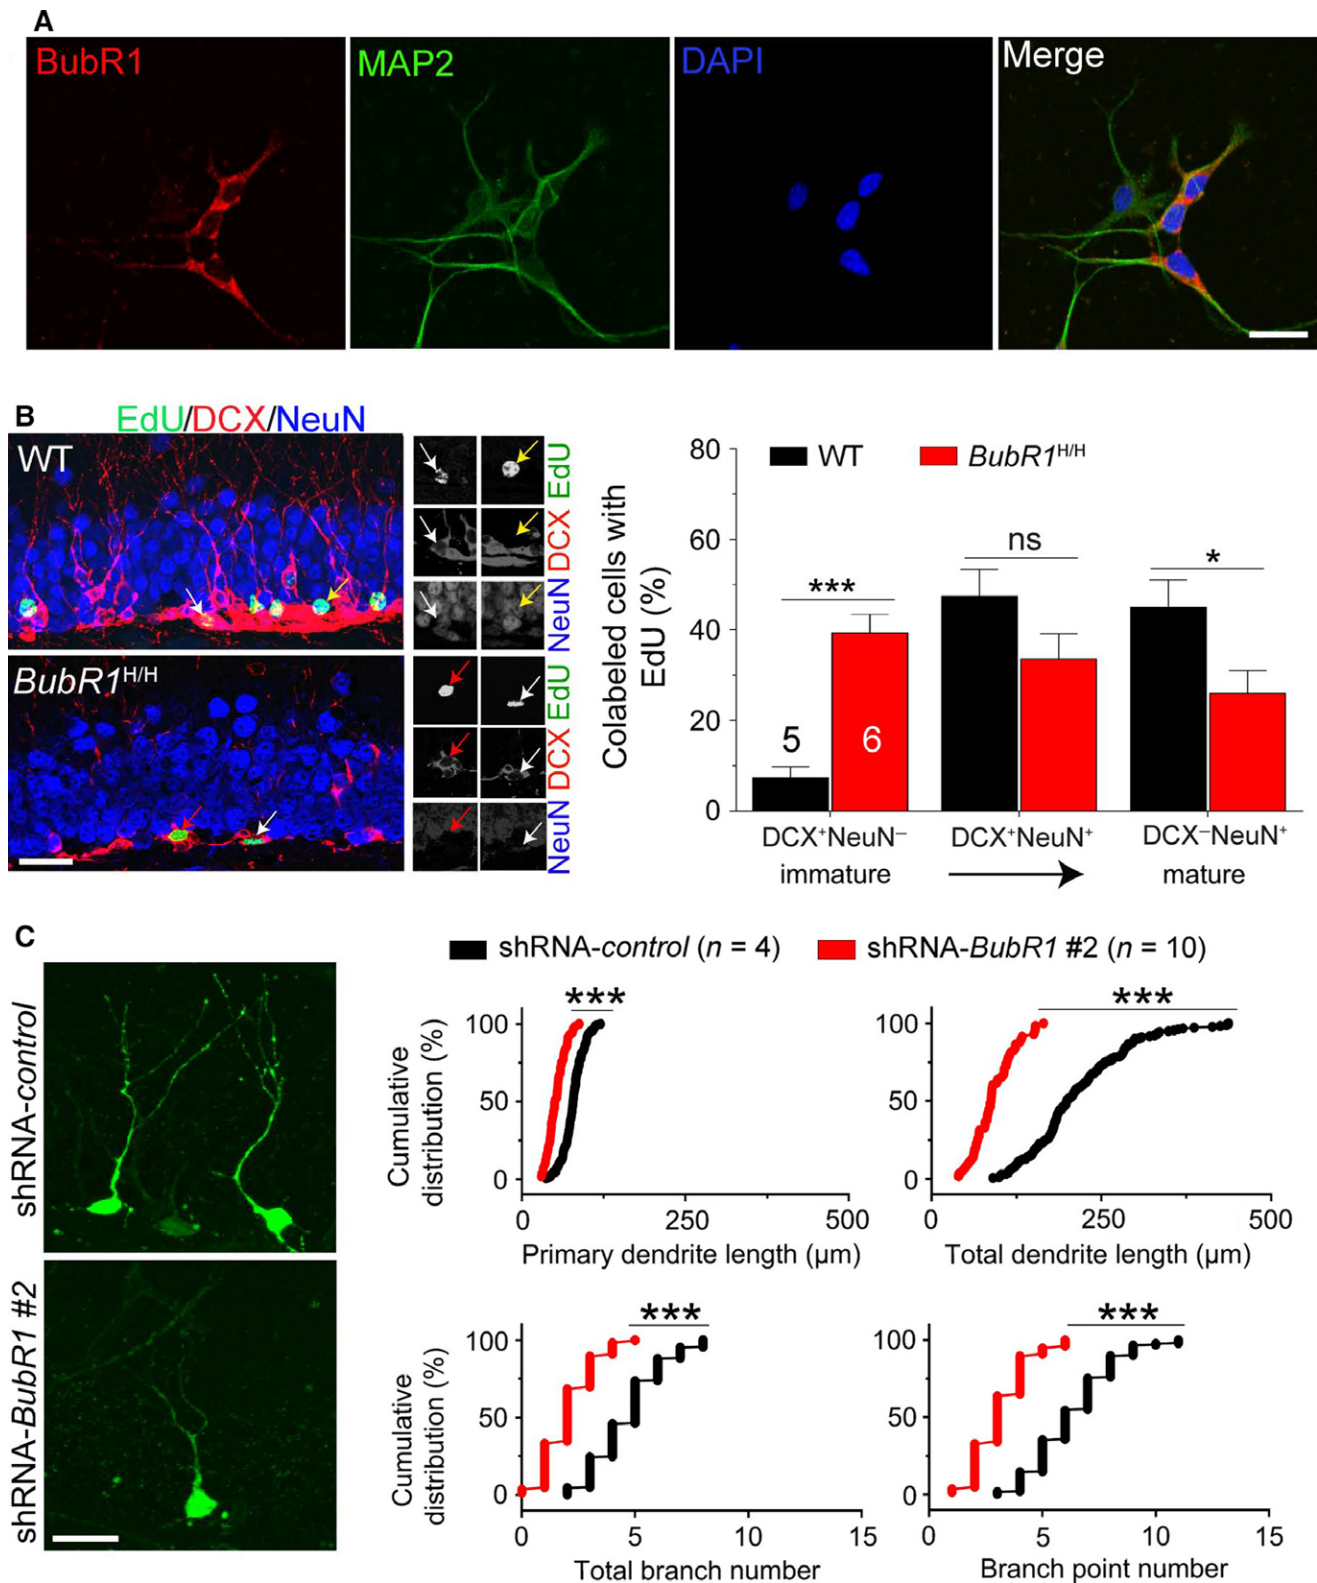 A
BubR1
MAP2
DAPI
Merge
B
EdU/DCX/NeuN
WT
BubR1H/H
EdU
DCX
NeuN
EdU
DCX
NeuN
WT
BubR1H/H
Colabeled cells with
EdU (%)
80
60
40
20
0
***
ns
*
5
6
DCX⁺NeuN⁻
DCX⁺NeuN⁺
DCX⁻NeuN⁺
immature
mature
C
shRNA-control (n = 4)
shRNA-BubR1 #2 (n = 10)
shRNA-control
shRNA-BubR1 #2
***
Cumulative
distribution (%)
100
50
0
0
250
500
Primary dendrite length (µm)
***
100
50
0
0
250
500
Total dendrite length (µm)
***
Cumulative
distribution (%)
100
50
0
0
5
10
15
Total branch number
***
100
50
0
0
5
10
15
Branch point number